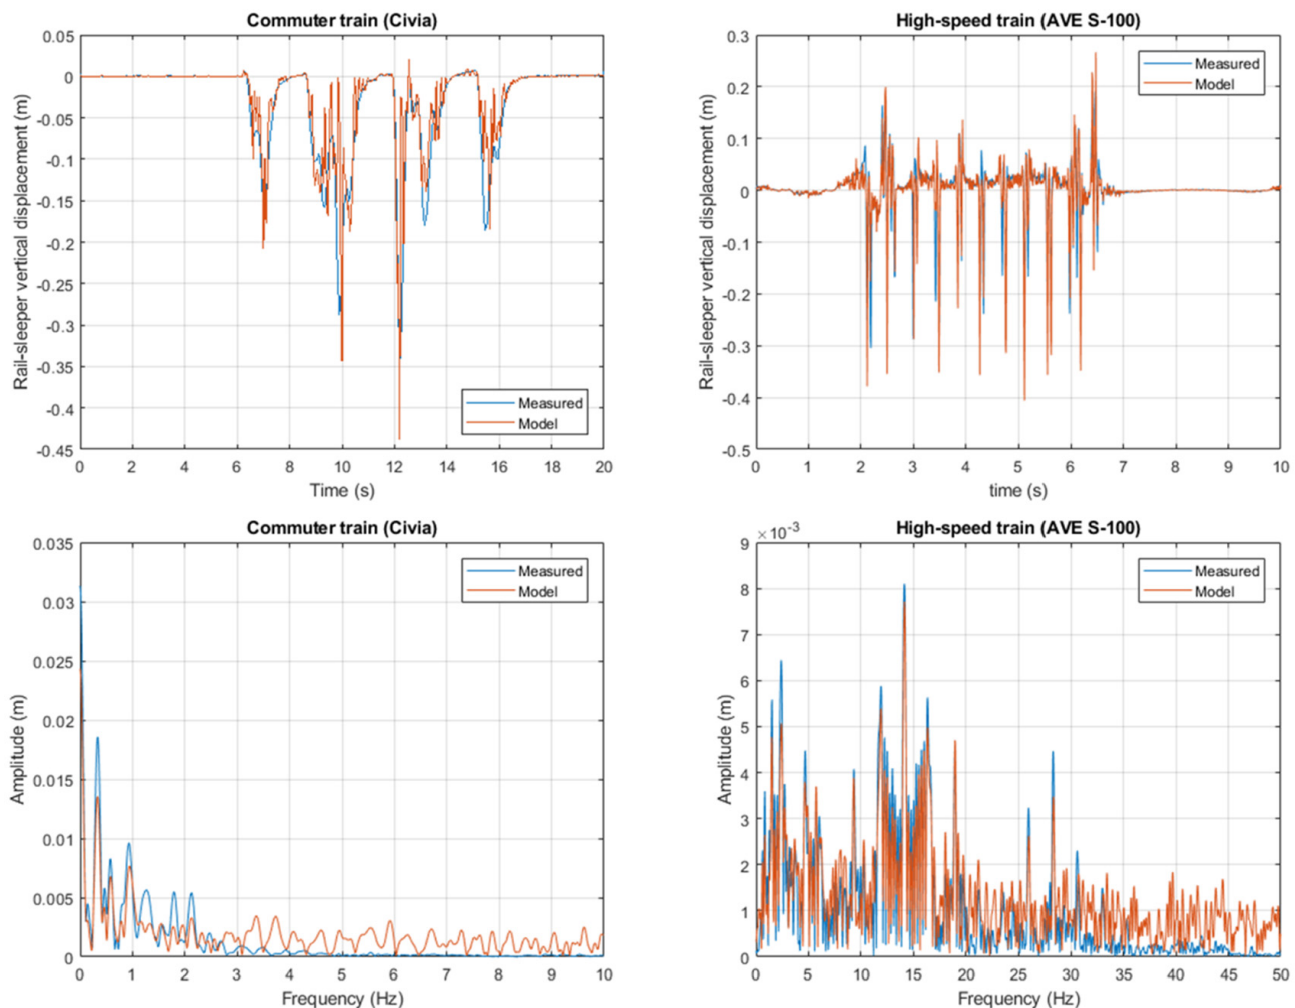 Commuter train (Civia)
0.05
0
-0.05
-0.1
-0.15
-0.2
-0.25
-0.3
-0.35
-0.4
-0.45
Rail-sleeper vertical displacement (m)
Measured
Model
0 2 4 6 8 10 12 14 16 18 20
Time (s)
High-speed train (AVE S-100)
0.3
0.2
0.1
0
-0.1
-0.2
-0.3
-0.4
-0.5
Rail-sleeper vertical displacement (m)
Measured
Model
0 1 2 3 4 5 6 7 8 9 10
time (s)
Commuter train (Civia)
0.035
0.03
0.025
0.02
0.015
0.01
0.005
0
Amplitude (m)
Measured
Model
0 1 2 3 4 5 6 7 8 9 10
Frequency (Hz)
High-speed train (AVE S-100)
× 10-3
9
8
7
6
5
4
3
2
1
0
Amplitude (m)
Measured
Model
0 5 10 15 20 25 30 35 40 45 50
Frequency (Hz)